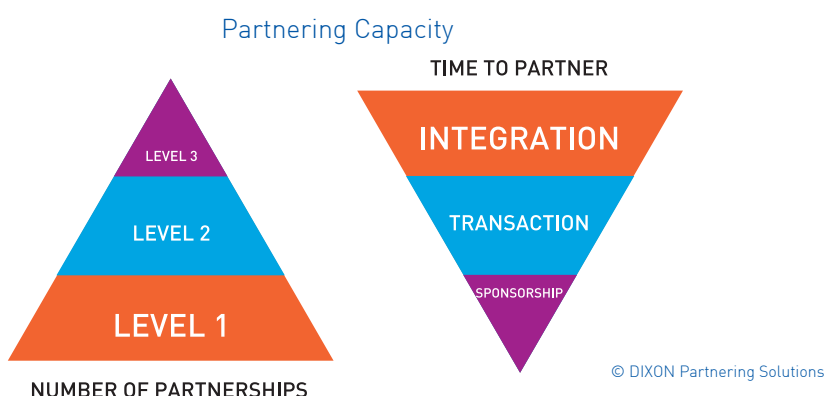 Partnering Capacity
LEVEL 3
LEVEL 2
LEVEL 1
NUMBER OF PARTNERSHIPS
TIME TO PARTNER
INTEGRATION
TRANSACTION
SPONSORSHIP
© DIXON Partnering Solutions